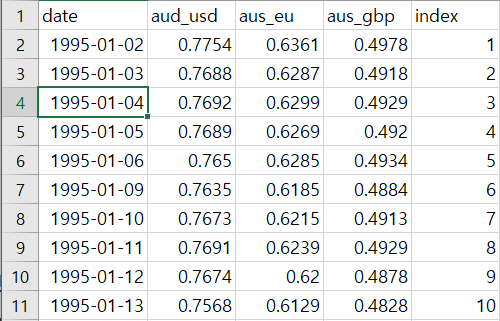 1 date aud_usd aus_eu aus_gbp index
2 1995-01-02 0.7754 0.6361 0.4978 1
3 1995-01-03 0.7688 0.6287 0.4918 2
4 1995-01-04 0.7692 0.6299 0.4929 3
5 1995-01-05 0.7689 0.6269 0.492 4
6 1995-01-06 0.765 0.6285 0.4934 5
7 1995-01-09 0.7635 0.6185 0.4884 6
8 1995-01-10 0.7673 0.6215 0.4913 7
9 1995-01-11 0.7691 0.6239 0.4929 8
10 1995-01-12 0.7674 0.62 0.4878 9
11 1995-01-13 0.7568 0.6129 0.4828 10